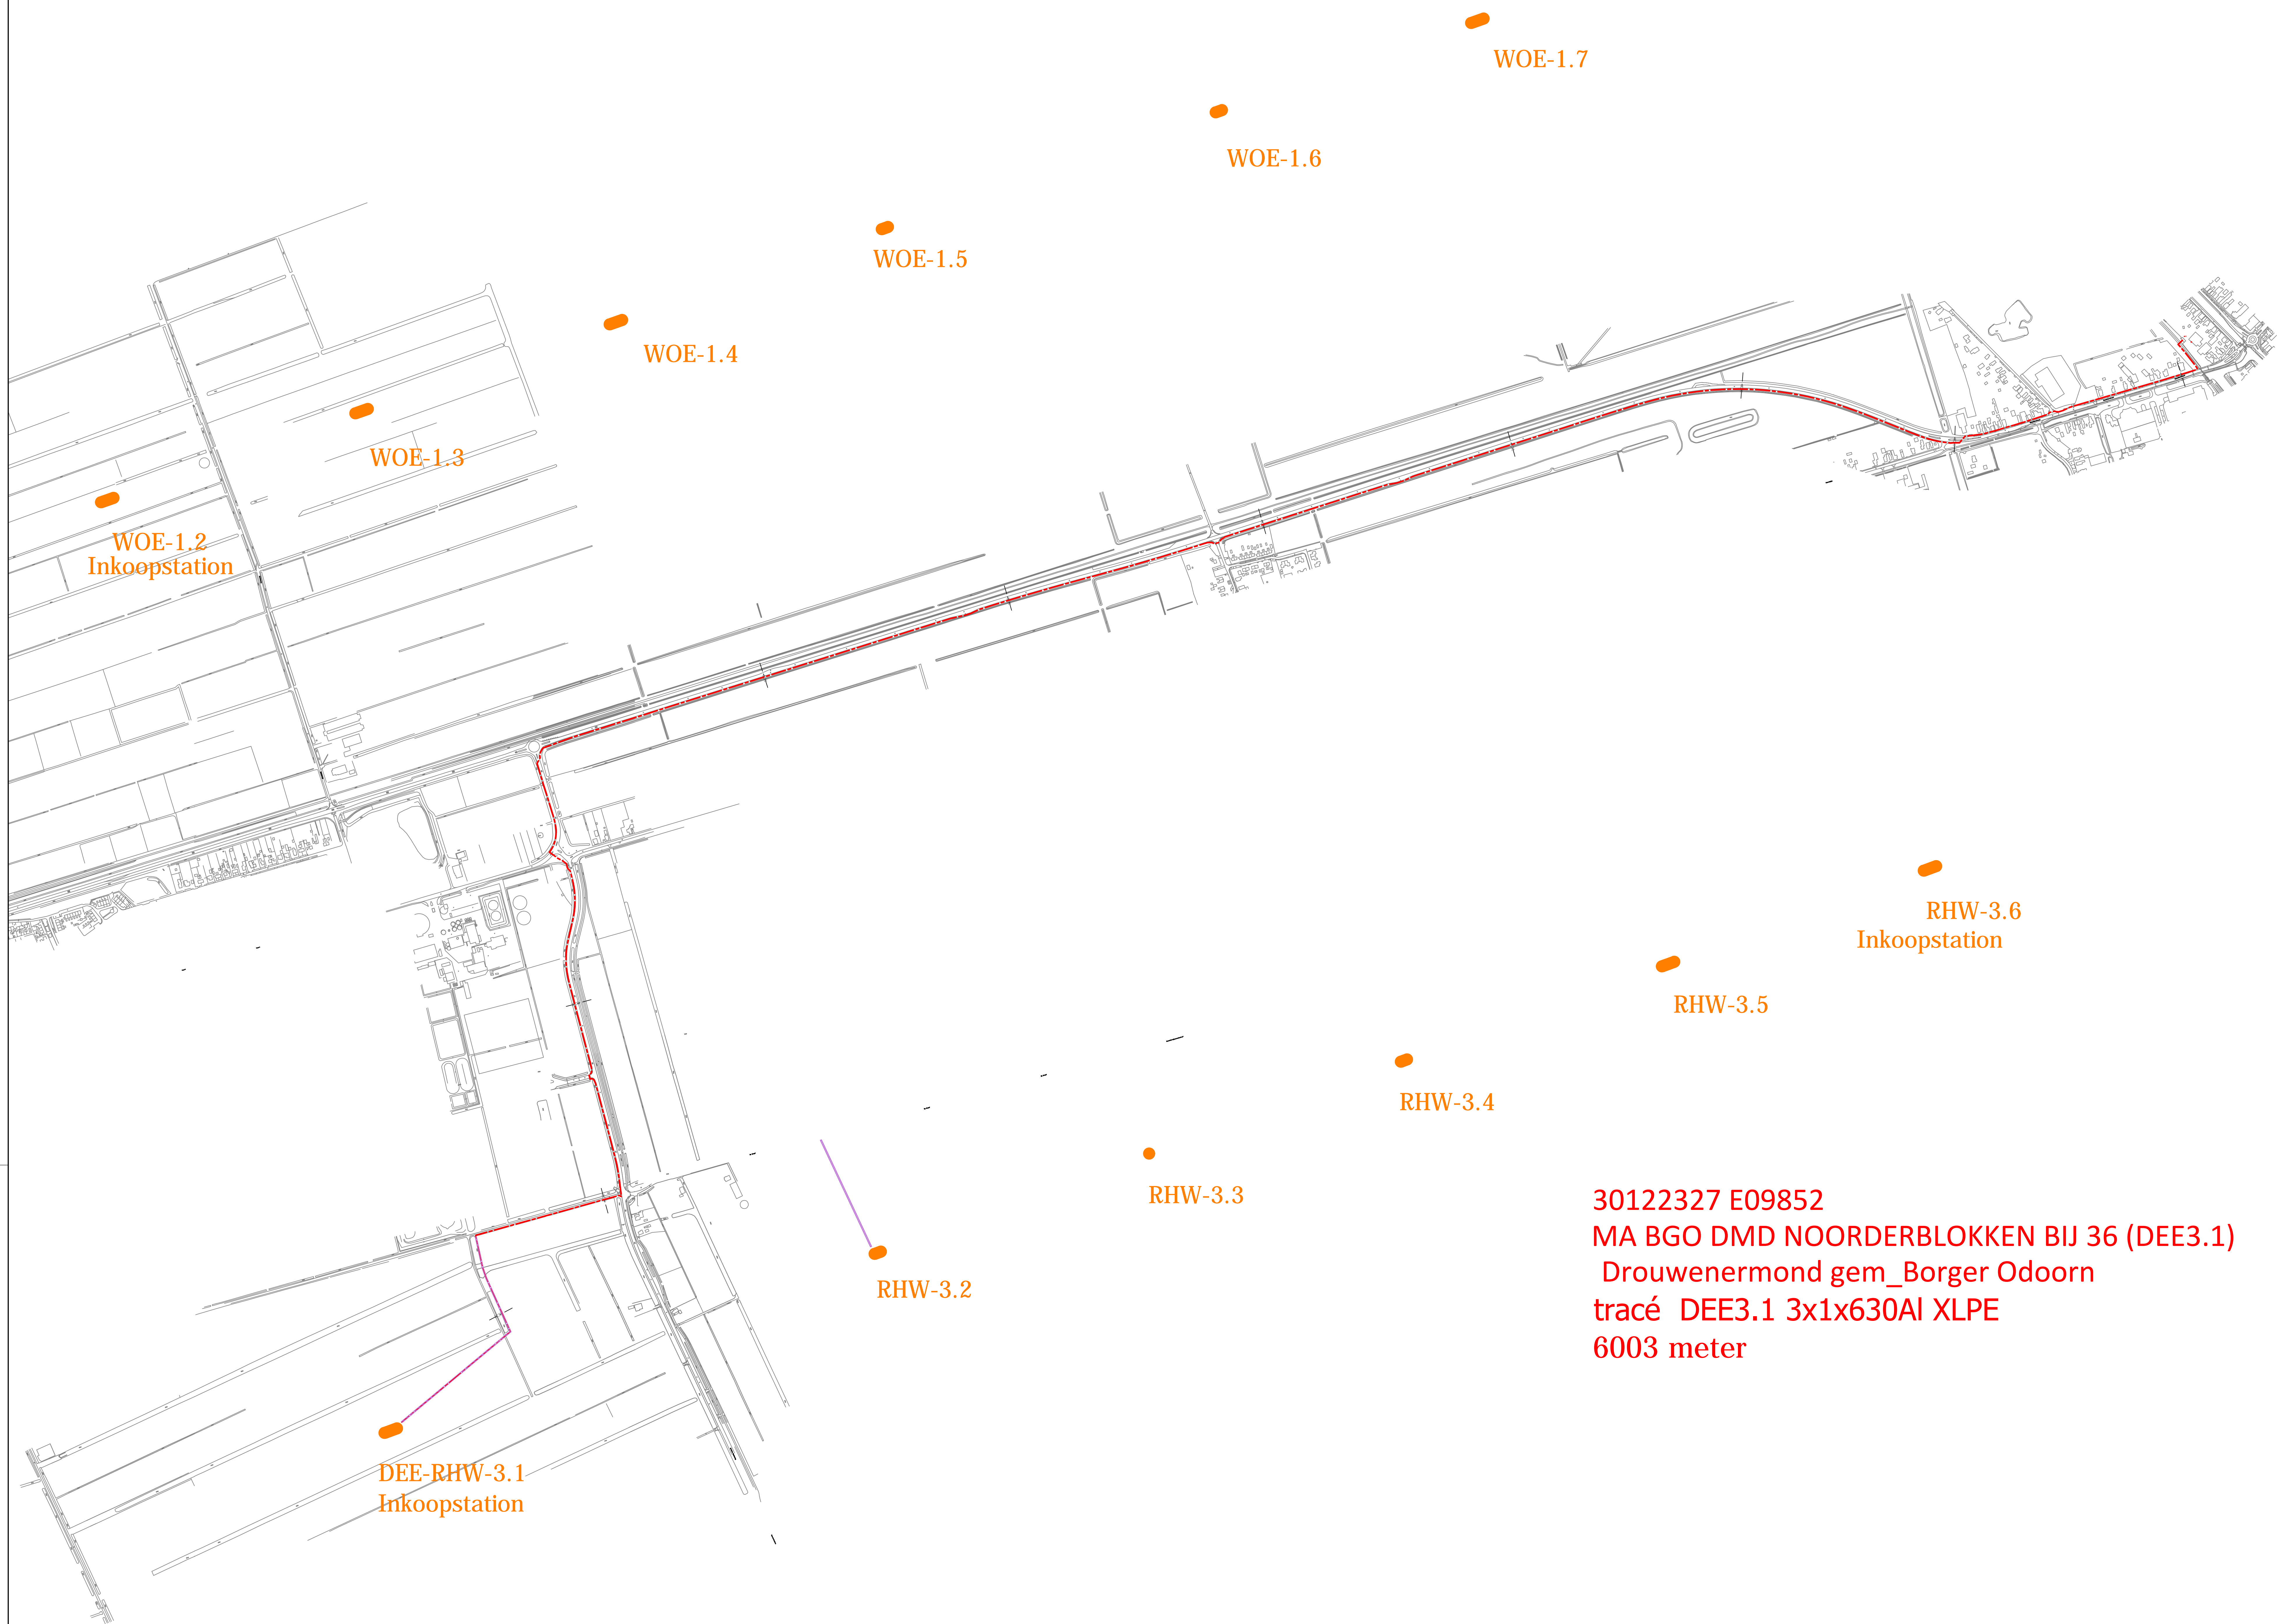 WOE-1.7
WOE-1.6
WOE-1.5
WOE-1.4
WOE-1.3
WOE-1.2
Inkoopstation
RHW-3.6
Inkoopstation
RHW-3.5
RHW-3.4
RHW-3.3
RHW-3.2
DEE-RHW-3.1
Inkoopstation
30122327 E09852
MA BGO DMD NOORDERBLOKKEN BIJ 36 (DEE3.1)
Drouwenermond gem_Borger Odoorn
tracé DEE3.1 3x1x630Al XLPE
6003 meter